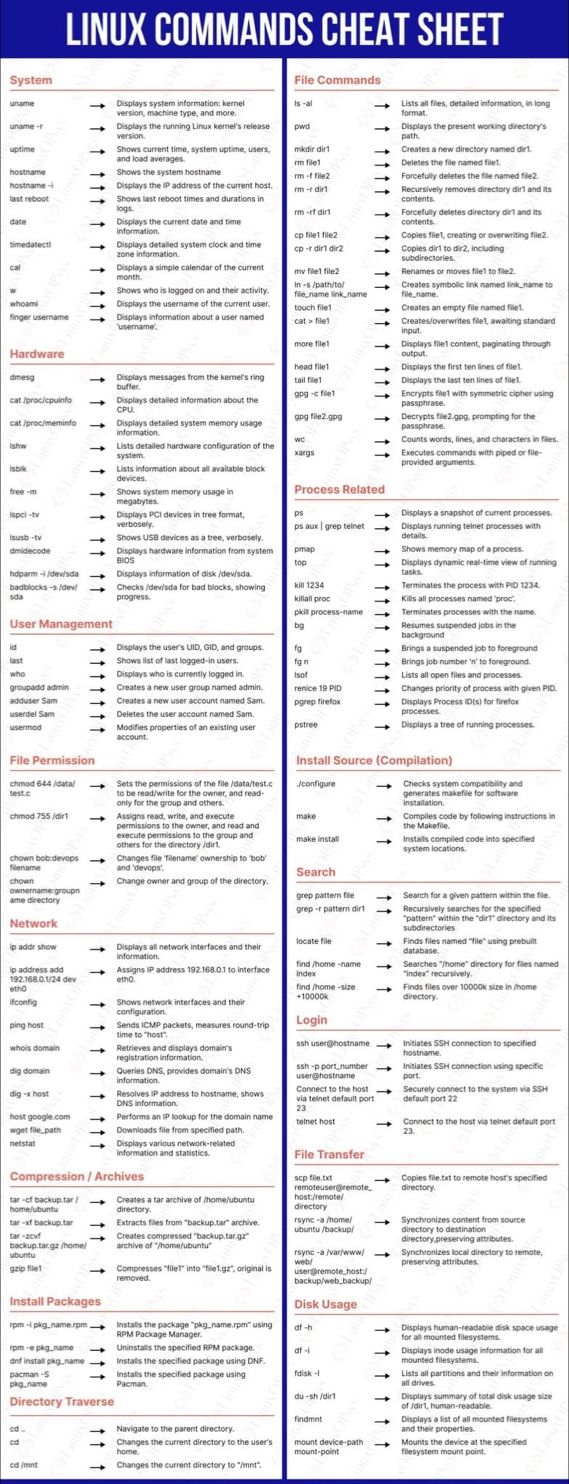 LINUX COMMANDS CHEAT SHEET
System
uname → Displays system information: kernel
version, machine type, and more.
uname -r → Displays the running Linux kernel's release
version.
uptime → Shows current time, system uptime, users,
and load averages.
hostname → Shows the system hostname
hostname -i → Displays the IP address of the current host.
last reboot → Shows last reboot times and durations in
logs.
date → Displays the current date and time
information.
timedatectl → Displays detailed system clock and time
zone information.
cal → Displays a simple calendar of the current
month.
w → Shows who is logged on and their activity.
whoami → Displays the username of the current user.
finger username → Displays information about a user named
'username'.
Hardware
dmesg → Displays messages from the kernel's ring
buffer.
cat /proc/cpuinfo → Displays detailed information about the
CPU.
cat /proc/meminfo → Displays detailed system memory usage
information.
lshw → Lists detailed hardware configuration of the
system.
lsblk → Lists information about all available block
devices.
free -m → Shows system memory usage in
megabytes.
lspci -tv → Displays PCI devices in tree format,
verbosely.
lsusb -tv → Shows USB devices as a tree, verbosely.
dmidecode → Displays hardware information from system
BIOS
hdparm -i /dev/sda → Displays information of disk /dev/sda.
badblocks -s /dev/ → Checks /dev/sda for bad blocks, showing
sda progress.
User Management
id → Displays the user's UID, GID, and groups.
last → Shows list of last logged-in users.
who → Displays who is currently logged in.
groupadd admin → Creates a new user group named admin.
adduser Sam → Creates a new user account named Sam.
userdel Sam → Deletes the user account named Sam.
usermod → Modifies properties of an existing user
account.
File Permission
chmod 644 /data/ → Sets the permissions of the file /data/test.c
test.c to be read/write for the owner, and read-
only for the group and others.
chmod 755 /dir1 → Assigns read, write, and execute
permissions to the owner, and read and
execute permissions to the group and
others for the directory /dir1.
chown bob:devops → Changes file 'filename' ownership to 'bob'
filename and 'devops'.
chown → Change owner and group of the directory.
ownername:groupn
ame directory
Network
ip addr show → Displays all network interfaces and their
information.
ip address add → Assigns IP address 192.168.0.1 to interface
192.168.0.1/24 dev eth0.
eth0
ifconfig → Shows network interfaces and their
configuration.
ping host → Sends ICMP packets, measures round-trip
time to "host".
whois domain → Retrieves and displays domain's
registration information.
dig domain → Queries DNS, provides domain's DNS
information.
dig -x host → Resolves IP address to hostname, shows
DNS information.
host google.com → Performs an IP lookup for the domain name
wget file_path → Downloads file from specified path.
netstat → Displays various network-related
information and statistics.
Compression / Archives
tar -cf backup.tar / → Creates a tar archive of /home/ubuntu
home/ubuntu directory.
tar -xf backup.tar → Extracts files from "backup.tar" archive.
tar -zcvf → Creates compressed "backup.tar.gz"
backup.tar.gz /home/ archive of "/home/ubuntu"
ubuntu
gzip file1 → Compresses "file1" into "file1.gz", original is
removed.
Install Packages
rpm -i pkg_name.rpm → Installs the package "pkg_name.rpm" using
RPM Package Manager.
rpm -e pkg_name → Uninstalls the specified RPM package.
dnf install pkg_name → Installs the specified package using DNF.
pacman -S → Installs the specified package using
pkg_name Pacman.
Directory Traverse
cd .. → Navigate to the parent directory.
cd → Changes the current directory to the user's
home.
cd /mnt → Changes the current directory to "/mnt".
File Commands
ls -al → Lists all files, detailed information, in long
format.
pwd → Displays the present working directory's
path.
mkdir dir1 → Creates a new directory named dir1.
rm file1 → Deletes the file named file1.
rm -f file2 → Forcefully deletes the file named file2.
rm -r dir1 → Recursively removes directory dir1 and its
contents.
rm -rf dir1 → Forcefully deletes directory dir1 and its
contents.
cp file1 file2 → Copies file1, creating or overwriting file2.
cp -r dir1 dir2 → Copies dir1 to dir2, including
subdirectories.
mv file1 file2 → Renames or moves file1 to file2.
ln -s /path/to/ → Creates symbolic link named link_name to
file_name link_name file_name.
touch file1 → Creates an empty file named file1.
cat > file1 → Creates/overwrites file1, awaiting standard
input.
more file1 → Displays file1 content, paginating through
output.
head file1 → Displays the first ten lines of file1.
tail file1 → Displays the last ten lines of file1.
gpg -c file1 → Encrypts file1 with symmetric cipher using
passphrase.
gpg file2.gpg → Decrypts file2.gpg, prompting for the
passphrase.
wc → Counts words, lines, and characters in files.
xargs → Executes commands with piped or file-
provided arguments.
Process Related
ps → Displays a snapshot of current processes.
ps aux | grep telnet → Displays running telnet processes with
details.
pmap → Shows memory map of a process.
top → Displays dynamic real-time view of running
tasks.
kill 1234 → Terminates the process with PID 1234.
killall proc → Kills all processes named 'proc'.
pkill process-name → Terminates processes with the name.
bg → Resumes suspended jobs in the
background
fg → Brings a suspended job to foreground
fg n → Brings job number 'n' to foreground.
lsof → Lists all open files and processes.
renice 19 PID → Changes priority of process with given PID.
pgrep firefox → Displays Process ID(s) for firefox
processes.
pstree → Displays a tree of running processes.
Install Source (Compilation)
./configure → Checks system compatibility and
generates makefile for software
installation.
make → Compiles code by following instructions in
the Makefile.
make install → Installs compiled code into specified
system locations.
Search
grep pattern file → Search for a given pattern within the file.
grep -r pattern dir1 → Recursively searches for the specified
"pattern" within the "dir1" directory and its
subdirectories
locate file → Finds files named "file" using prebuilt
database.
find /home -name → Searches "/home" directory for files named
index "index" recursively.
find /home -size → Finds files over 10000k size in /home
+10000k directory.
Login
ssh user@hostname → Initiates SSH connection to specified
hostname.
ssh -p port_number → Initiates SSH connection using specific
user@hostname port.
Connect to the host → Securely connect to the system via SSH
via telnet default port default port 22
23
telnet host → Connect to the host via telnet default port
23.
File Transfer
scp file.txt → Copies file.txt to remote host's specified
remoteuser@remote_ directory.
host:/remote/
directory
rsync -a /home/ → Synchronizes content from source
ubuntu /backup/ directory to destination
directory,preserving attributes.
rsync -a /var/www/ → Synchronizes local directory to remote,
web/ preserving attributes.
user@remote_host:/
backup/web_backup/
Disk Usage
df -h → Displays human-readable disk space usage
for all mounted filesystems.
df -i → Displays inode usage information for all
mounted filesystems.
fdisk -l → Lists all partitions and their information on
all drives.
du -sh /dir1 → Displays summary of total disk usage size
of /dir1, human-readable.
findmnt → Displays a list of all mounted filesystems
and their properties.
mount device-path → Mounts the device at the specified
mount-point filesystem mount point.